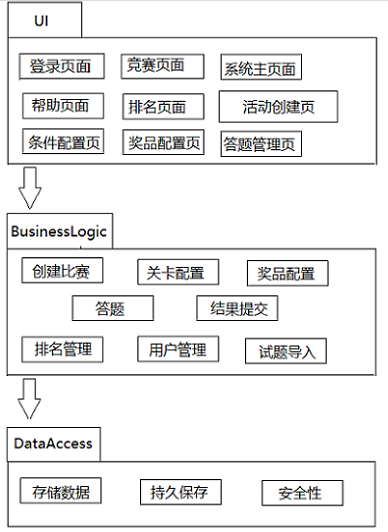 UI
登录页面 竞赛页面 系统主页面
帮助页面 排名页面 活动创建页
条件配置页 奖品配置页 答题管理页
BusinessLogic
创建比赛 关卡配置 奖品配置
答题 结果提交
排名管理 用户管理 试题导入
DataAccess
存储数据 持久保存 安全性